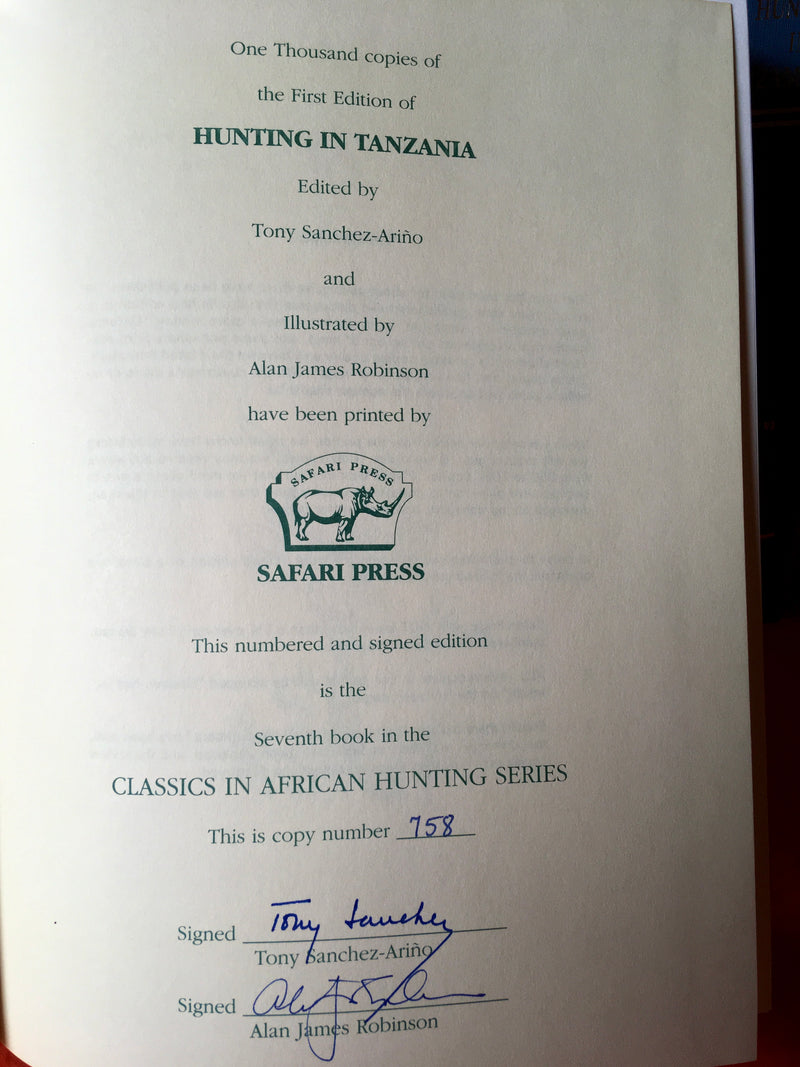 One Thousand copies of
the First Edition of
HUNTING IN TANZANIA
Edited by
Tony Sanchez-Ariño
and
Illustrated by
Alan James Robinson
have been printed by
SAFARI PRESS
SAFARI PRESS
This numbered and signed edition
is the
Seventh book in the
CLASSICS IN AFRICAN HUNTING SERIES
This is copy number 758
Signed Tony Sanchez
Tony Sanchez-Ariño
Signed
Alan James Robinson